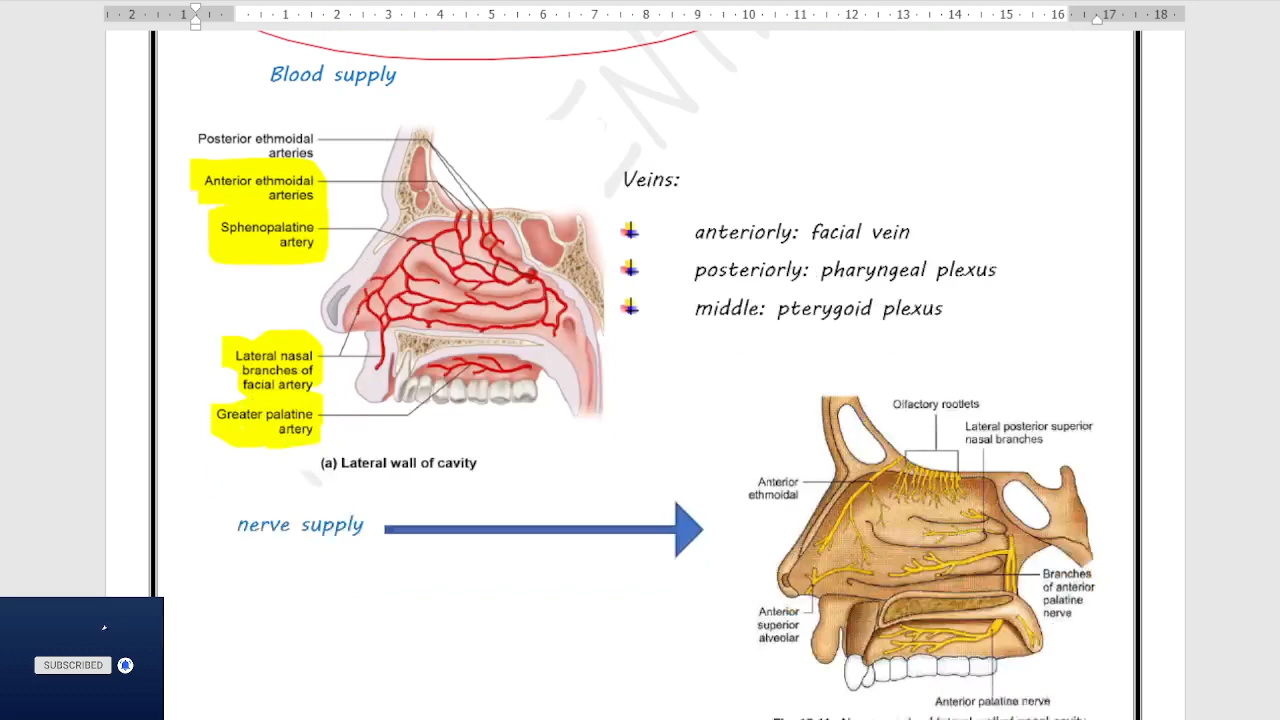 2 1 1 2 3 4 5 6 7 8 9 10 11 12 13 14 15 16 17 18
Blood supply
Posterior ethmoidal
arteries
Anterior ethmoidal
arteries
Sphenopalatine
artery
Lateral nasal
branches of
facial artery
Greater palatine
artery
(a) Lateral wall of cavity
Veins:
anteriorly: facial vein
posteriorly: pharyngeal plexus
middle: pterygoid plexus
nerve supply
Olfactory rootlets
Lateral posterior superior
nasal branches
Anterior
ethmoidal
Branches
of anterior
palatine
nerve
Anterior
superior
alveolar
Anterior palatine nerve
SUBSCRIBED